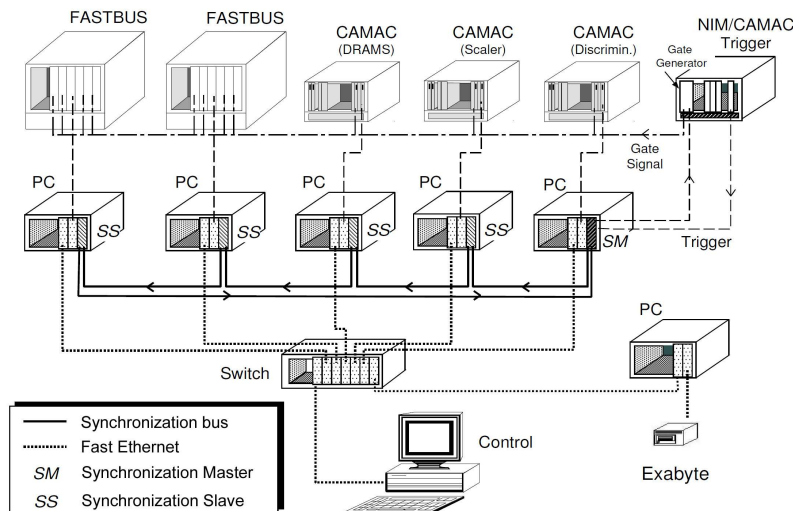 FASTBUS
FASTBUS
CAMAC
(DRAMS)
CAMAC
(Scaler)
CAMAC
(Discrimin.)
NIM/CAMAC
Trigger
Gate
Generator
Gate
Signal
PC
PC
PC
PC
PC
SS
SS
SS
SS
SM
Trigger
PC
Switch
Control
Exabyte
Synchronization bus
Fast Ethernet
SM Synchronization Master
SS Synchronization Slave